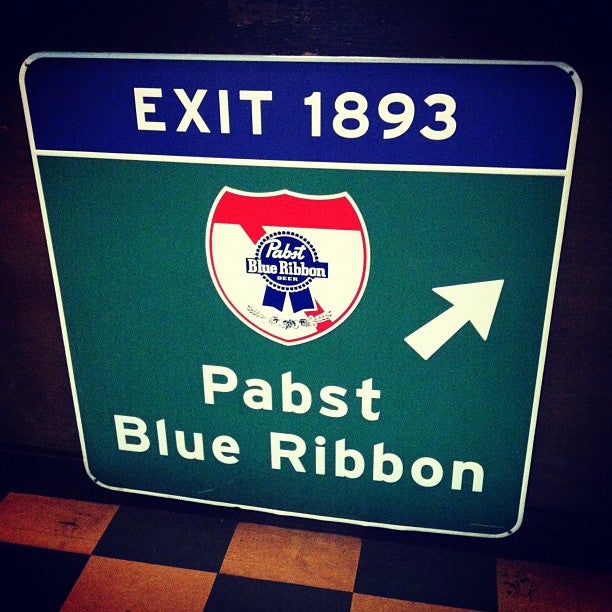 EXIT 1893
Pabst
Blue Ribbon
BEER
Pabst
Blue Ribbon